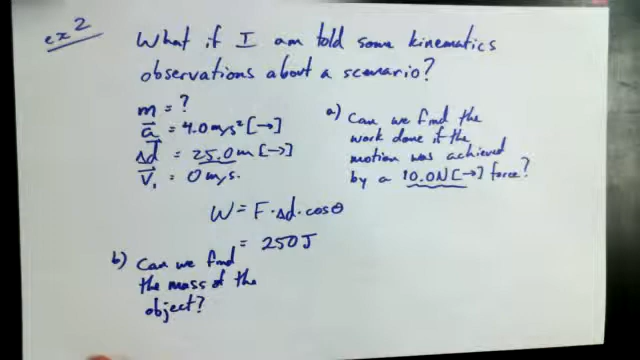 ex 2
What if I am told some kinematics
observations about a scenario?
m = ?
a⃗ = 4.0 m/s² [→]
Δd⃗ = 25.0 m [→]
v⃗₁ = 0 m/s.
a) Can we find the
work done if the
motion was achieved
by a 10.0N [→] force?
W = F · Δd · cosθ
= 250J
b) Can we find
the mass of the
object?